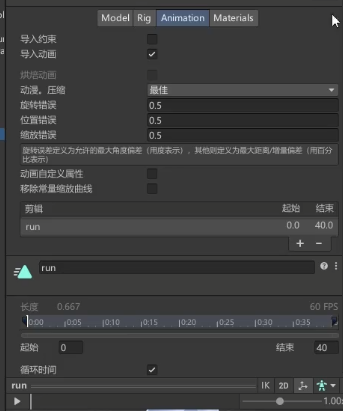 Model Rig Animation Materials
导入约束
导入动画
烘焙动画
动漫。压缩 最佳
旋转错误 0.5
位置错误 0.5
缩放错误 0.5
旋转误差定义为允许的最大角度偏差（用度表示），其他则定义为最大距离/增量偏差（用百分比表示）
动画自定义属性
移除常量缩放曲线
剪辑 起始 结束
run 0.0 40.0
+ −
run
长度 0.667 60 FPS
0:00 0:05 0:10 0:15 0:20 0:25 0:30 0:35
起始 0 结束 40
循环时间
run IK 2D
1.00